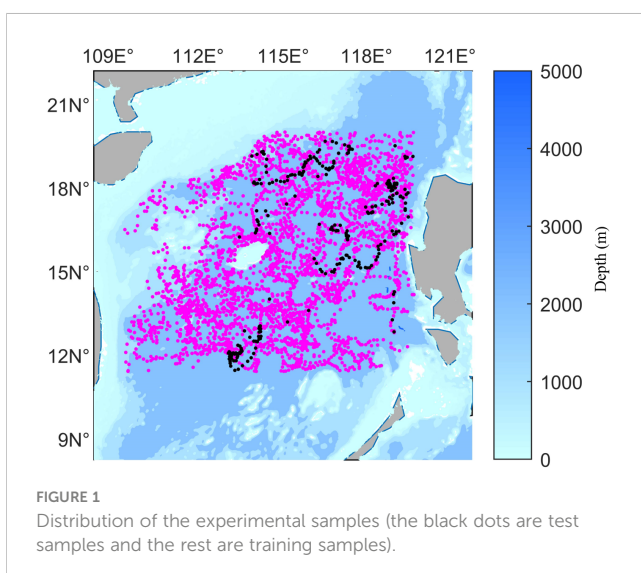 109E° 112E° 115E° 118E° 121E°
21N°
18N°
15N°
12N°
9N°
5000
4000
3000
2000
1000
0
Depth (m)
FIGURE 1
Distribution of the experimental samples (the black dots are test
samples and the rest are training samples).